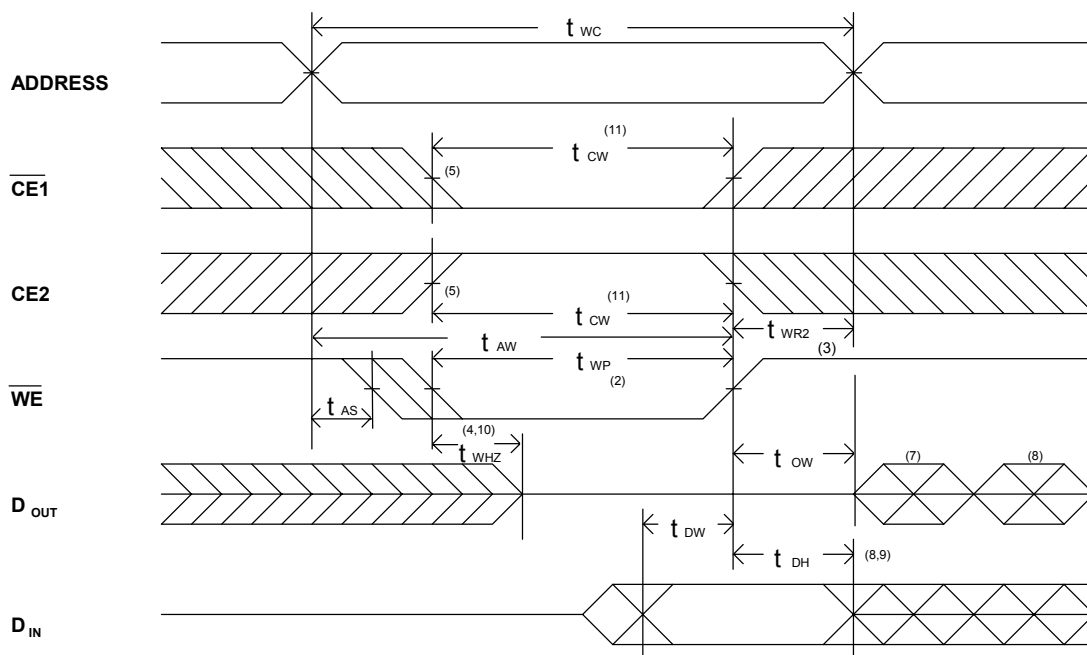 t WC
ADDRESS
(11)
t CW
CE1
(5)
CE2
(5)
(11)
t CW
t WR2
t AW
(3)
t WP
(2)
WE
t AS
(4,10)
t WHZ
t OW
(7)
(8)
D OUT
t DW
t DH
(8,9)
D IN